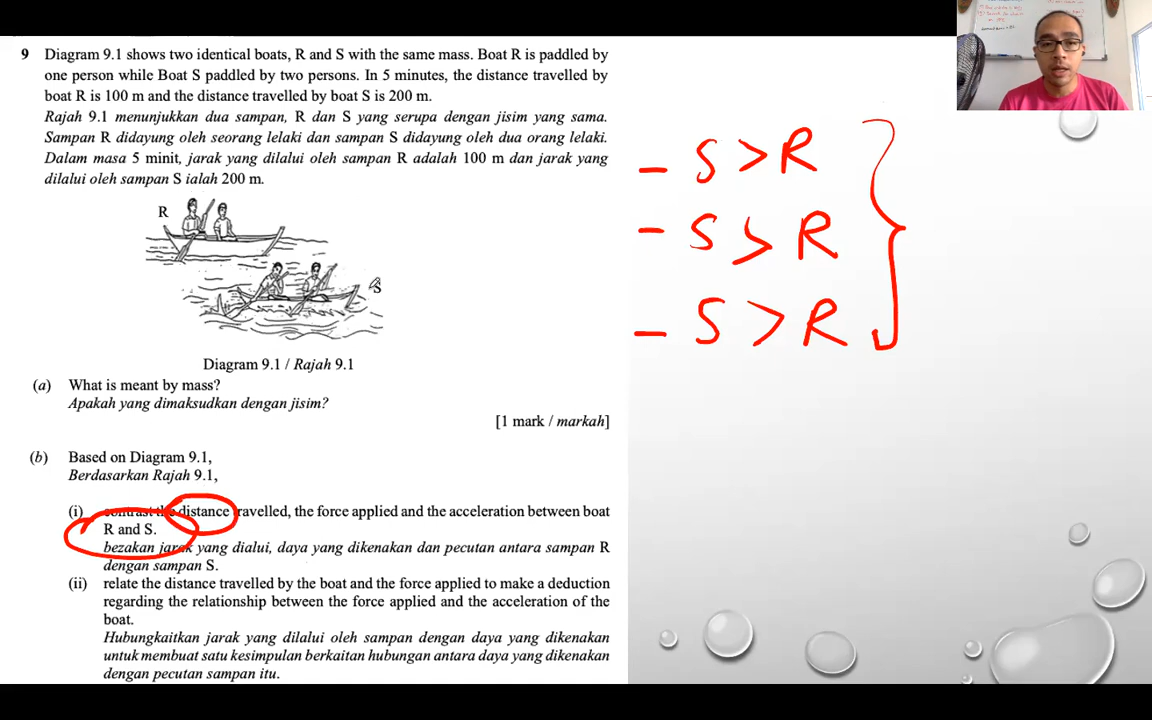 9 Diagram 9.1 shows two identical boats, R and S with the same mass. Boat R is paddled by
one person while Boat S paddled by two persons. In 5 minutes, the distance travelled by
boat R is 100 m and the distance travelled by boat S is 200 m.
Rajah 9.1 menunjukkan dua sampan, R dan S yang serupa dengan jisim yang sama.
Sampan R didayung oleh seorang lelaki dan sampan S didayung oleh dua orang lelaki.
Dalam masa 5 minit, jarak yang dilalui oleh sampan R adalah 100 m dan jarak yang
dilalui oleh sampan S ialah 200 m.
R
S
Diagram 9.1 / Rajah 9.1
(a) What is meant by mass?
Apakah yang dimaksudkan dengan jisim?
[1 mark / markah]
(b) Based on Diagram 9.1,
Berdasarkan Rajah 9.1,
(i) contrast the distance travelled, the force applied and the acceleration between boat
R and S.
bezakan jarak yang dialui, daya yang dikenakan dan pecutan antara sampan R
dengan sampan S.
(ii) relate the distance travelled by the boat and the force applied to make a deduction
regarding the relationship between the force applied and the acceleration of the
boat.
Hubungkaitkan jarak yang dilalui oleh sampan dengan daya yang dikenakan
untuk membuat satu kesimpulan berkaitan hubungan antara daya yang dikenakan
dengan pecutan sampan itu.
- S > R
- S > R
- S > R